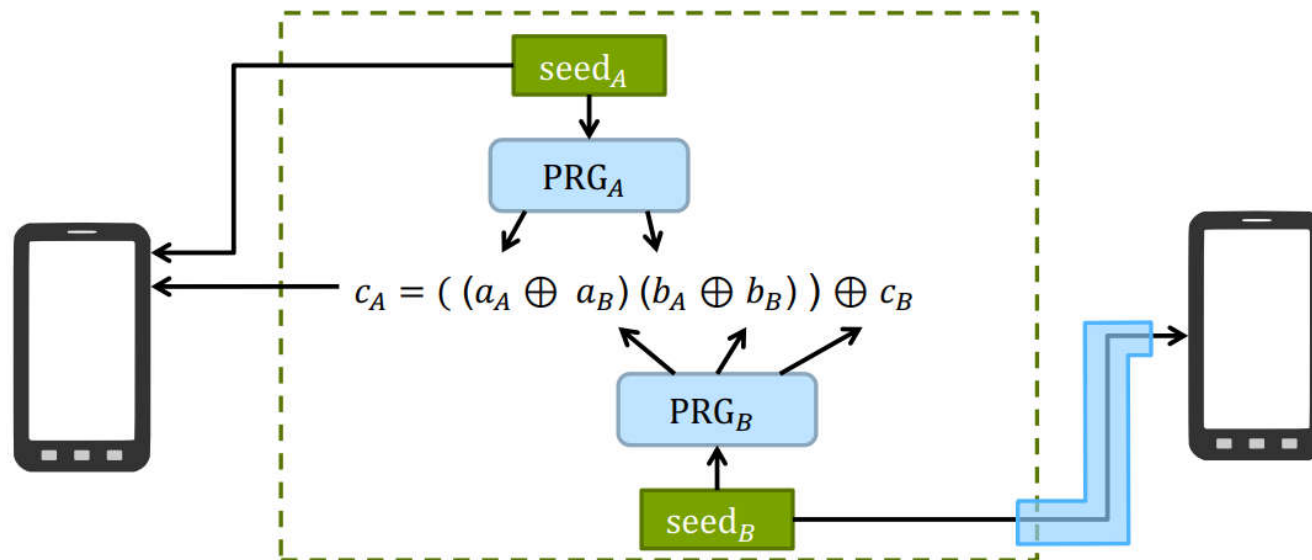 seed_A
PRG_A
c_A = ( (a_A ⊕ a_B)(b_A ⊕ b_B) ) ⊕ c_B
PRG_B
seed_B